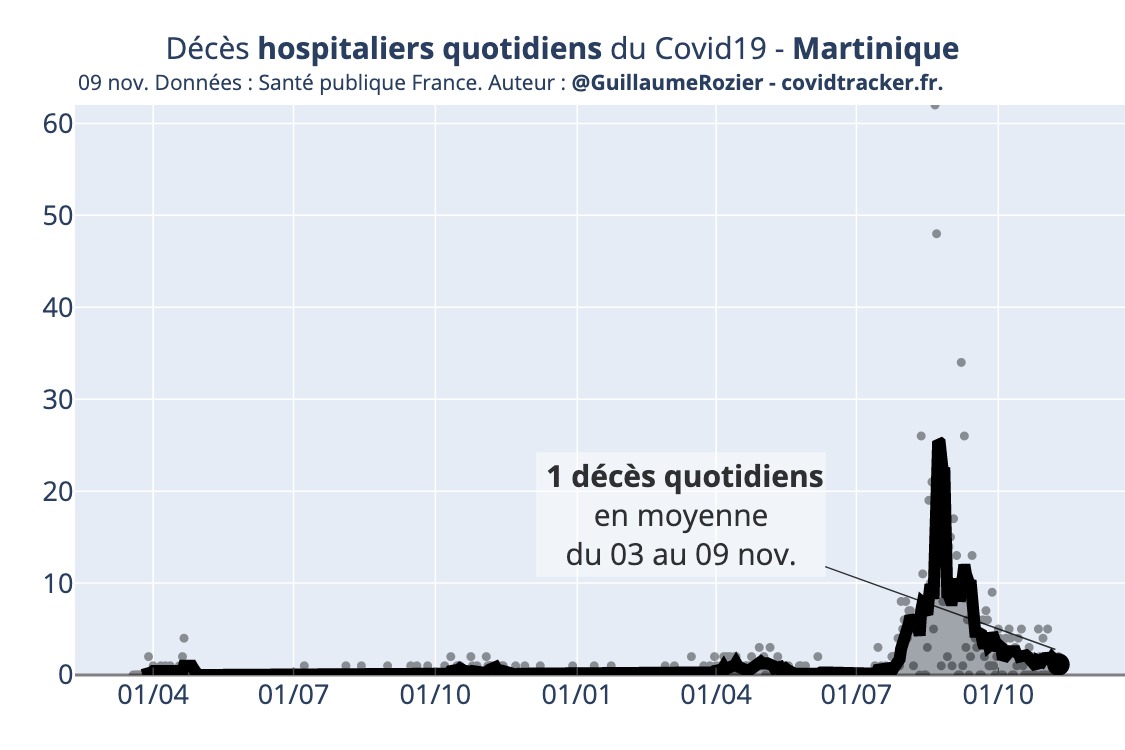 Décès hospitaliers quotidiens du Covid19 - Martinique
09 nov. Données : Santé publique France. Auteur : @GuillaumeRozier - covidtracker.fr.
60
50
40
30
20
10
0
1 décès quotidiens
en moyenne
du 03 au 09 nov.
01/04 01/07 01/10 01/01 01/04 01/07 01/10